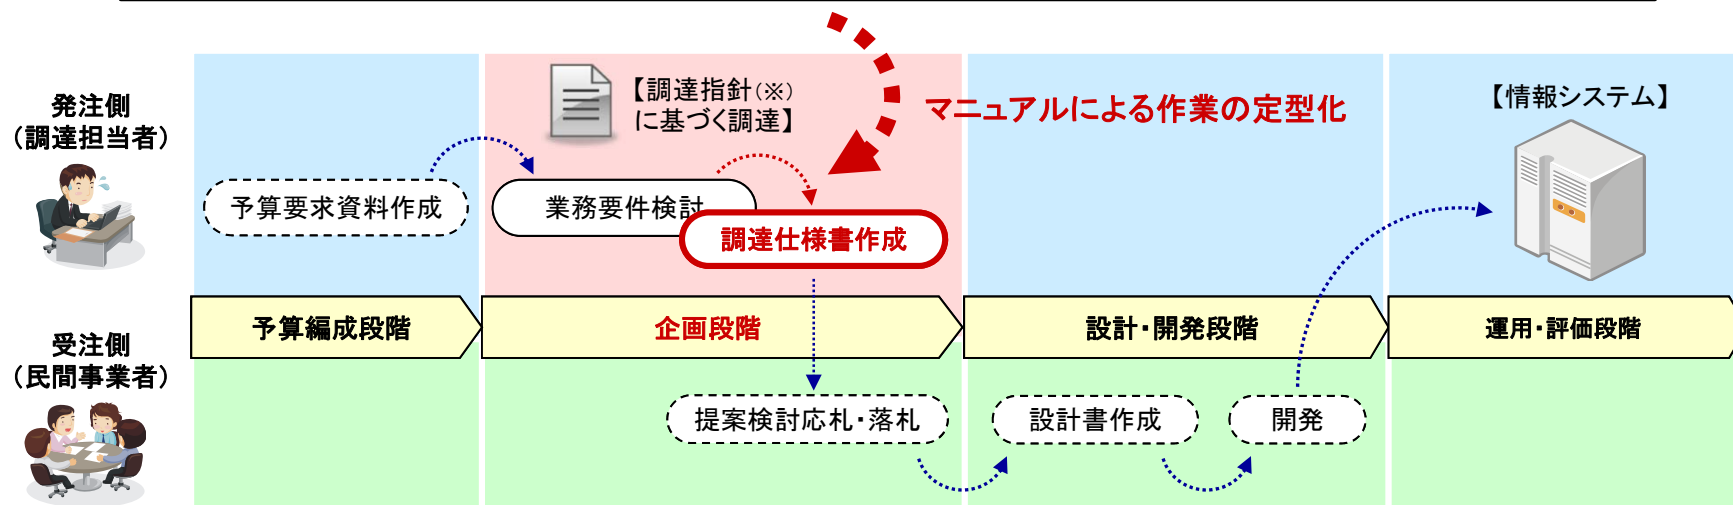 発注側
（調達担当者）
【調達指針（※）
に基づく調達】
マニュアルによる作業の定型化
【情報システム】
予算要求資料作成
業務要件検討
調達仕様書作成
予算編成段階
企画段階
設計・開発段階
運用・評価段階
受注側
（民間事業者）
提案検討応札・落札
設計書作成
開発